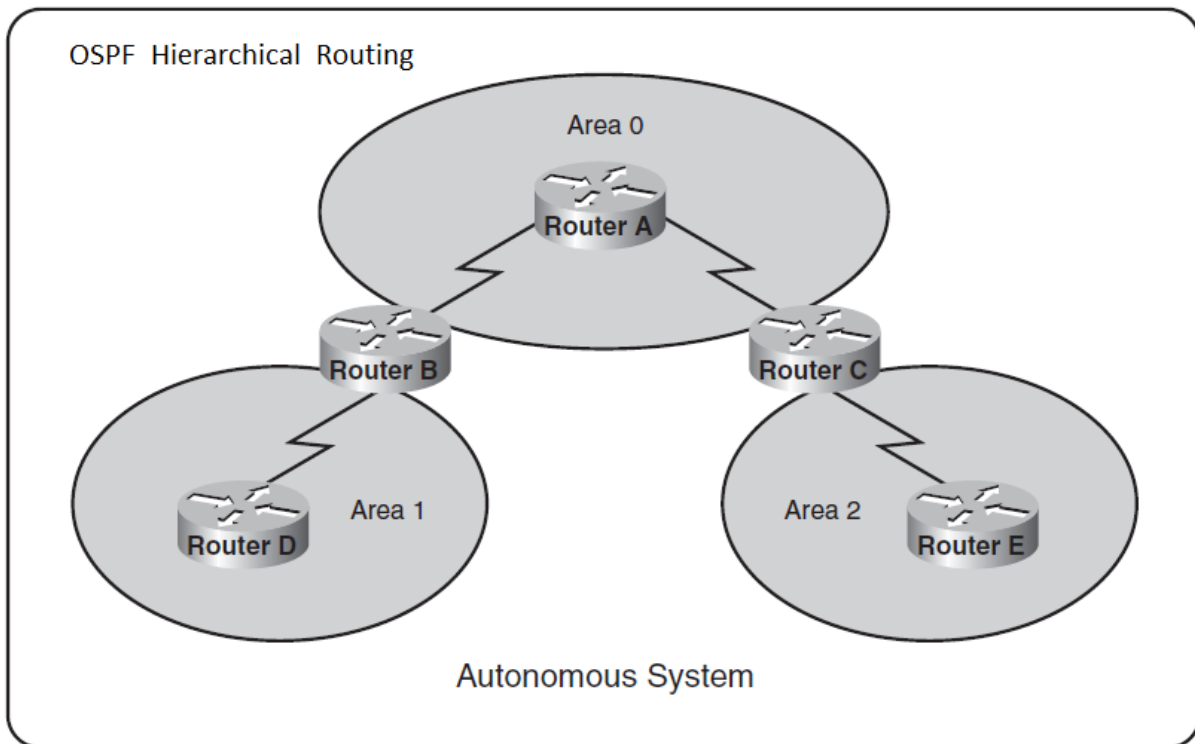 OSPF Hierarchical Routing
Area 0
Router A
Router B
Router C
Area 1
Router D
Area 2
Router E
Autonomous System